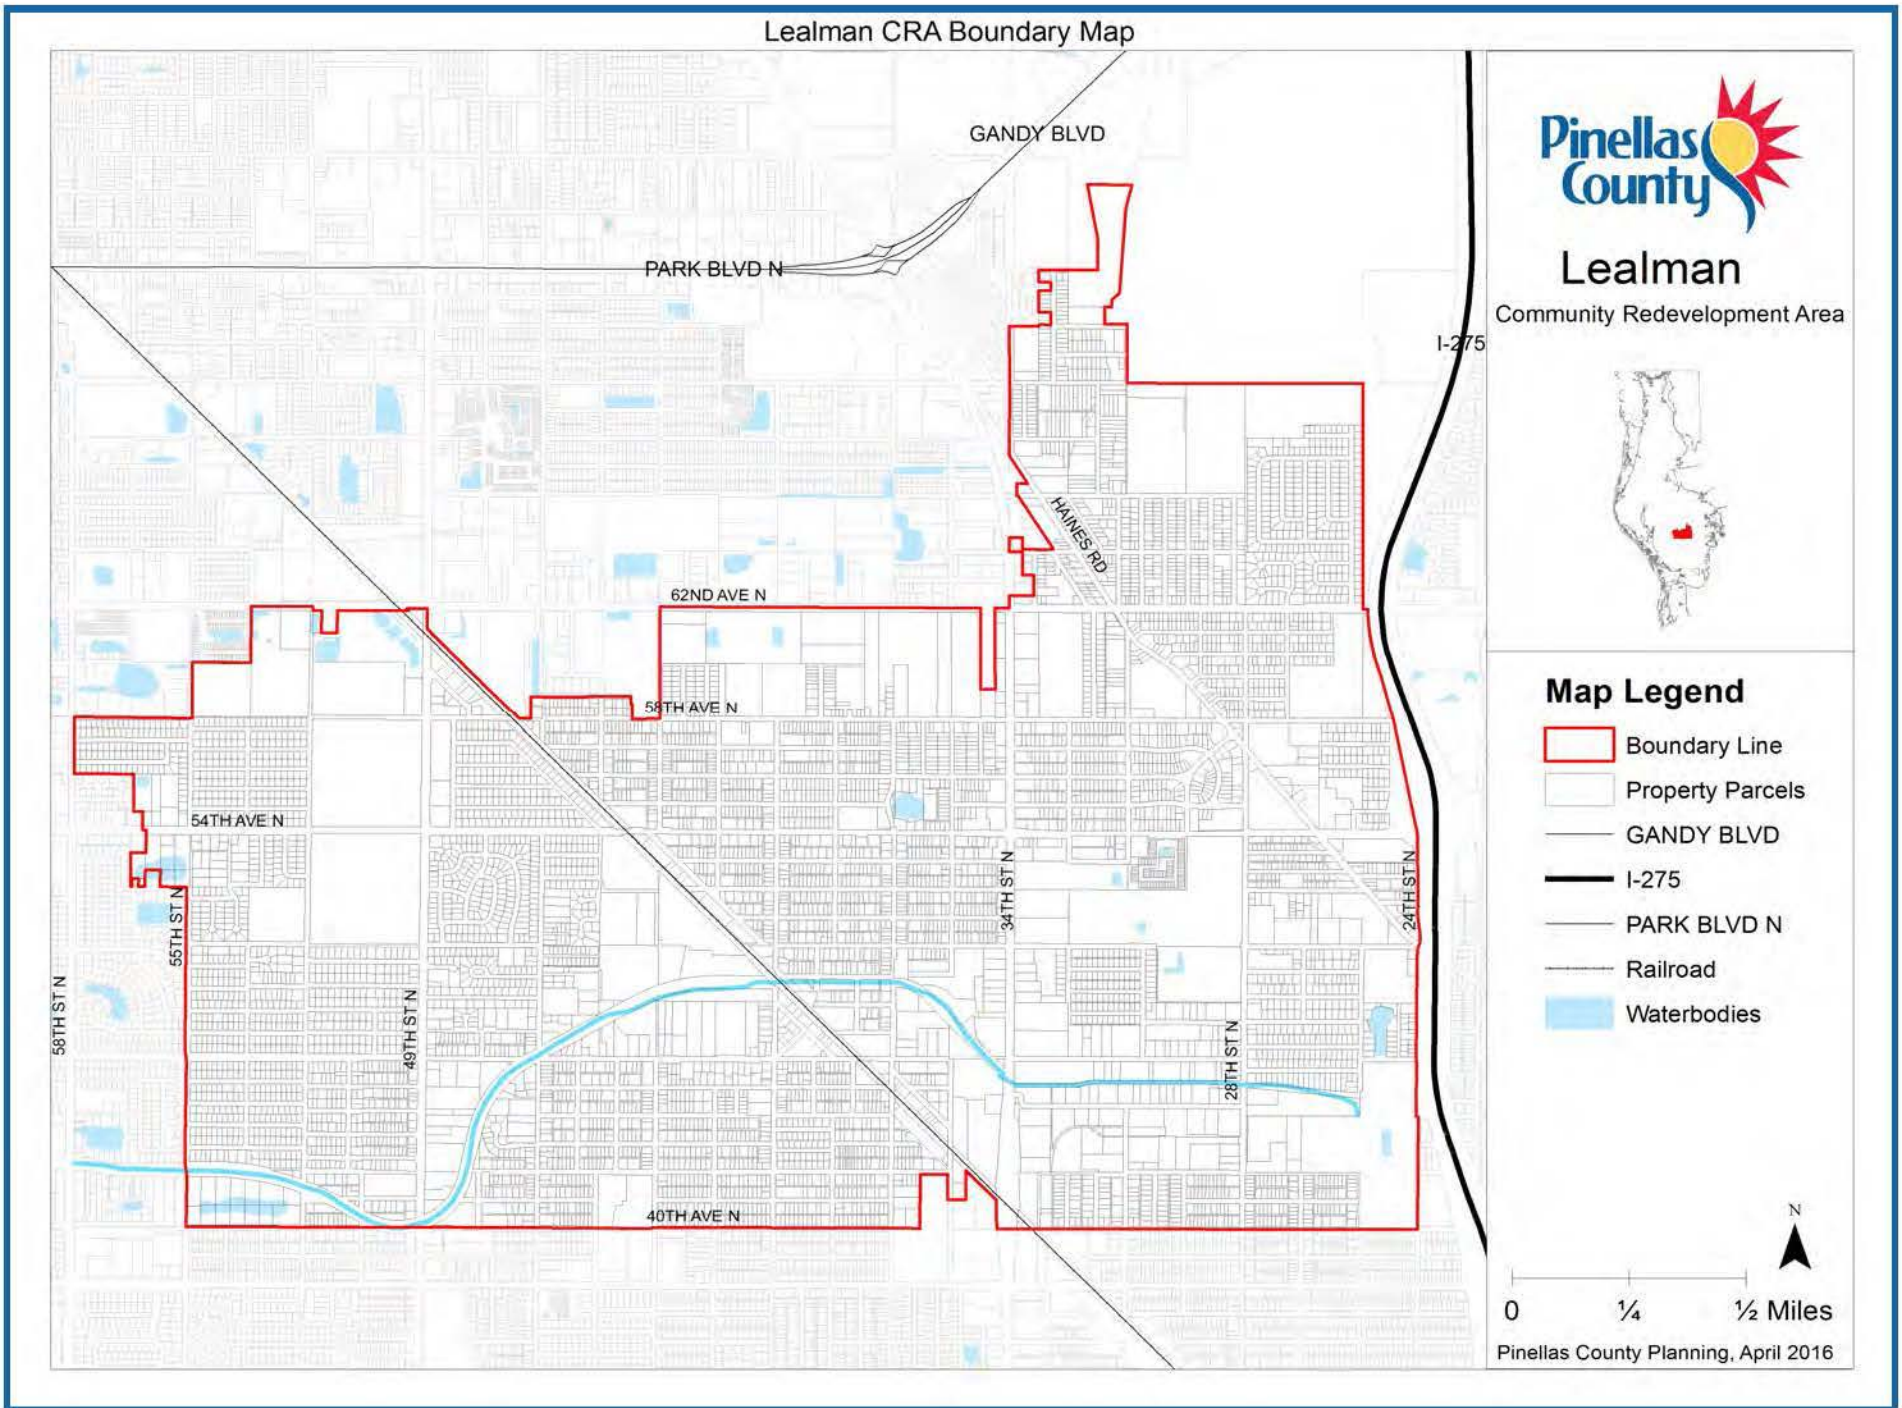 Lealman CRA Boundary Map
GANDY BLVD
PARK BLVD N
I-275
HAINES RD
62ND AVE N
58TH AVE N
54TH AVE N
34TH ST N
24TH ST N
55TH ST N
58TH ST N
49TH ST N
28TH ST N
40TH AVE N
Pinellas
County
Lealman
Community Redevelopment Area
Map Legend
Boundary Line
Property Parcels
GANDY BLVD
I-275
PARK BLVD N
Railroad
Waterbodies
N
0 ¼ ½ Miles
Pinellas County Planning, April 2016